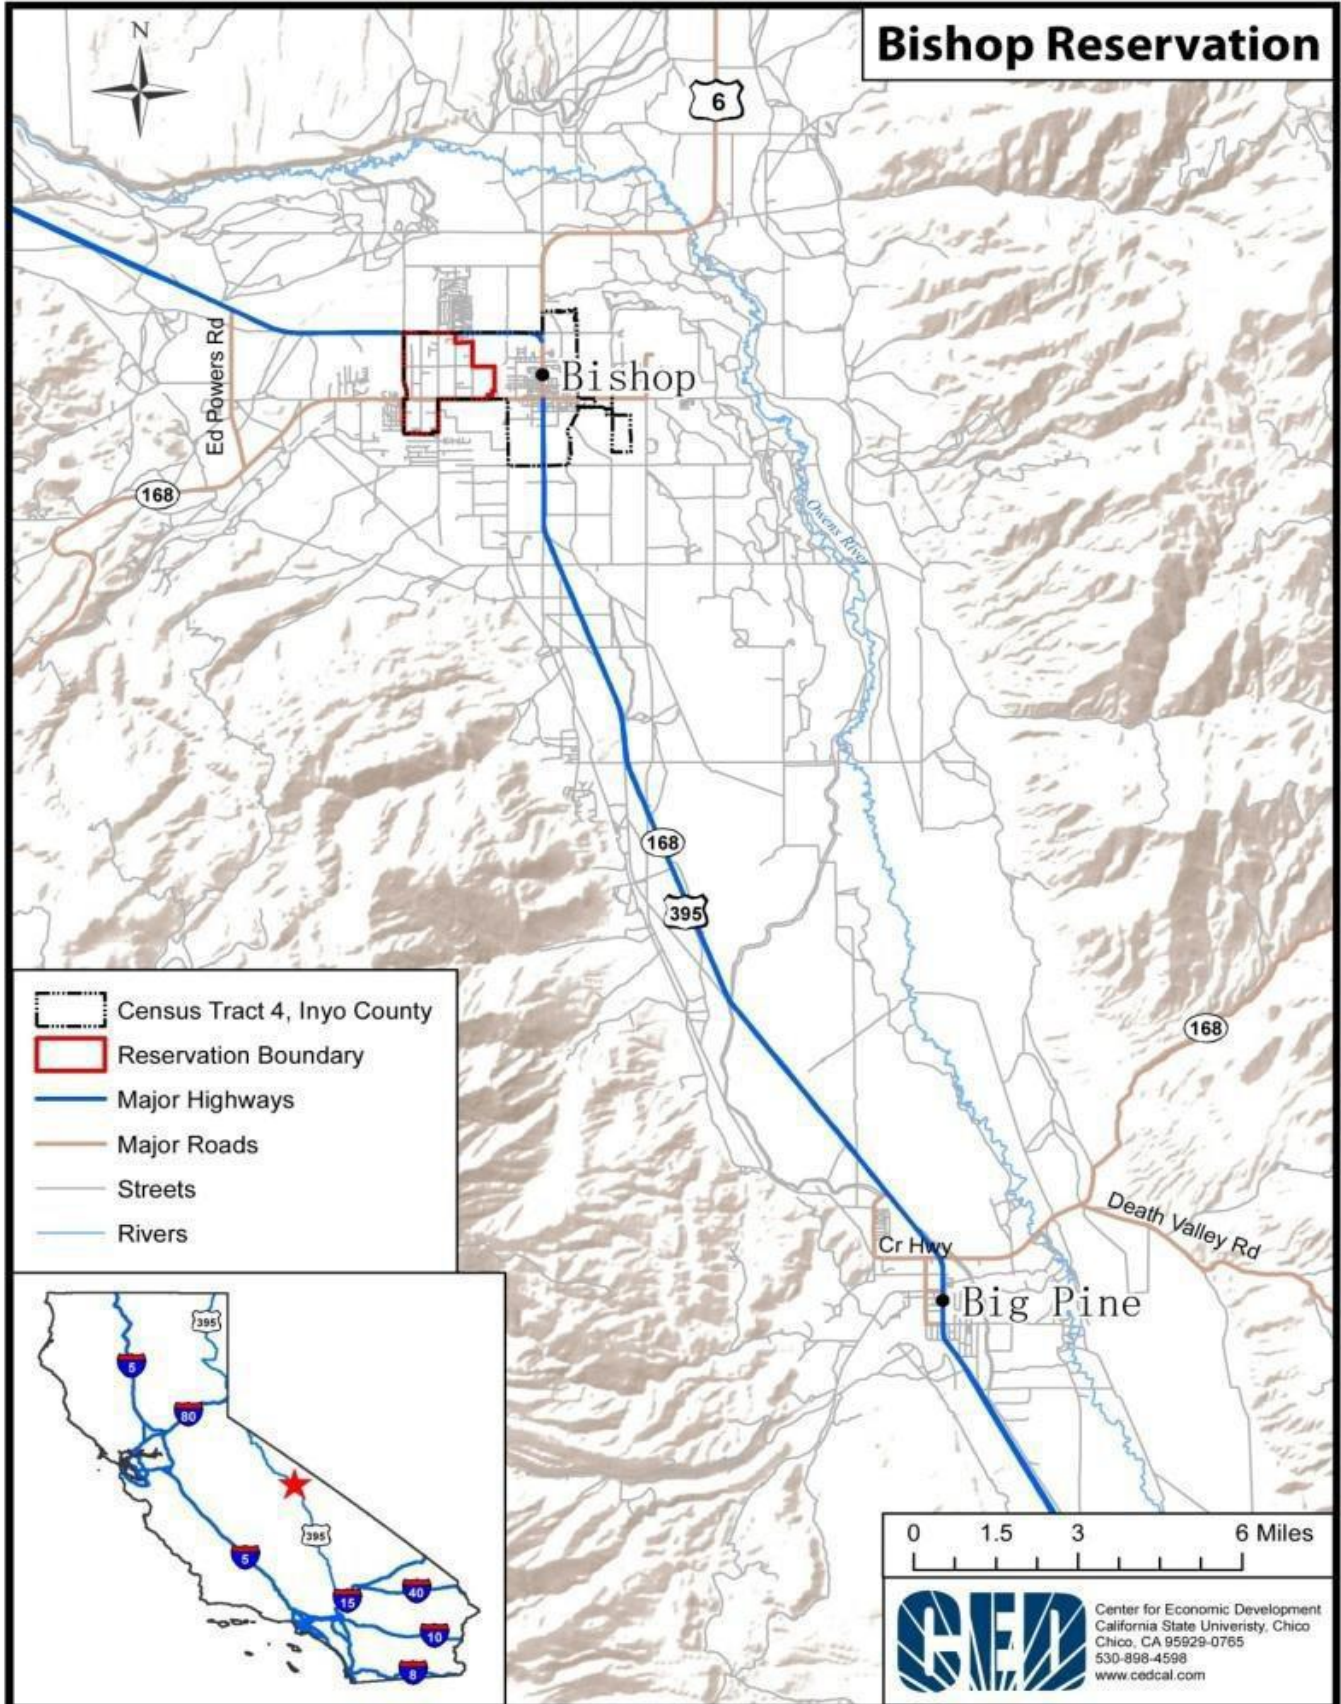 Bishop Reservation
N
6
Ed Powers Rd
Bishop
168
Owens River
168
395
168
Death Valley Rd
Cr Hwy
Big Pine
Census Tract 4, Inyo County
Reservation Boundary
Major Highways
Major Roads
Streets
Rivers
395
5
80
395
5
15
40
10
8
0 1.5 3 6 Miles
CED
Center for Economic Development
California State Univeristy, Chico
Chico, CA 95929-0765
530-898-4598
www.cedcal.com